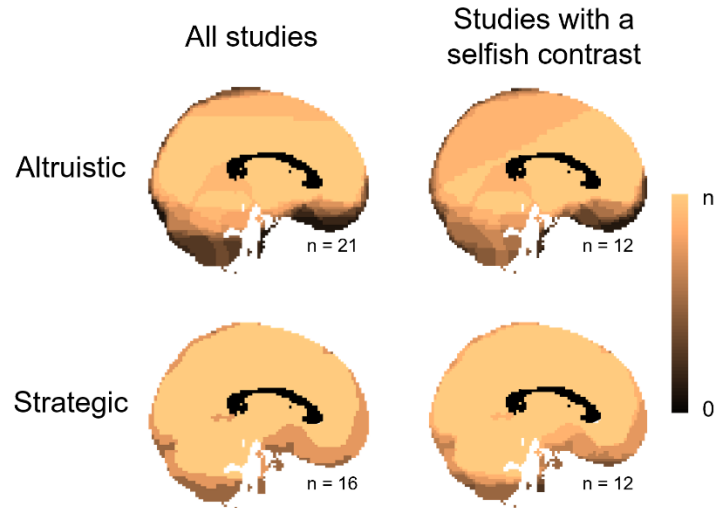 All studies
Studies with a
selfish contrast
Altruistic
n = 21
n = 12
n
0
Strategic
n = 16
n = 12